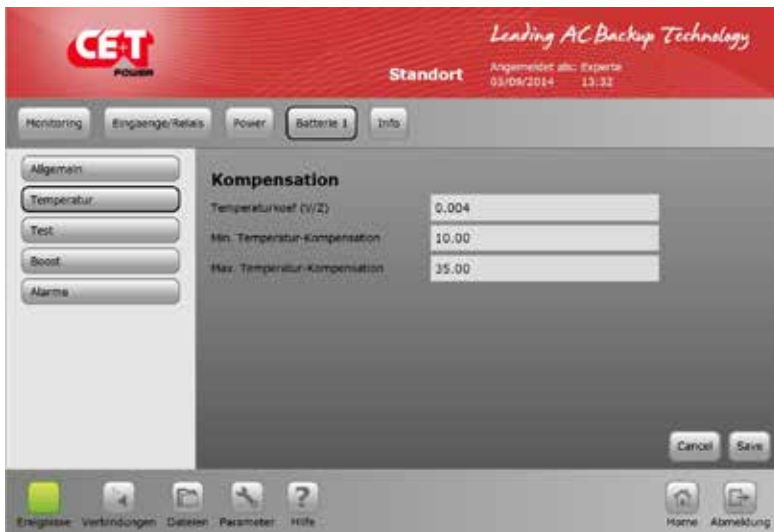 CE+T
POWER
Leading AC Backup Technology
Standort
Angemeldet als: Experte
03/09/2014 13:32
Monitoring
Eingaenge/Relais
Power
Batterie 1
Info
Allgemein
Temperatur
Test
Boost
Alarme
Kompensation
Temperaturkoef (V/Z)
0.004
Min. Temperatur-Kompensation
10.00
Max. Temperatur-Kompensation
35.00
Cancel
Save
Ereignisse
Verbindungen
Dateien
Parameter
Hilfe
Home
Abmeldung